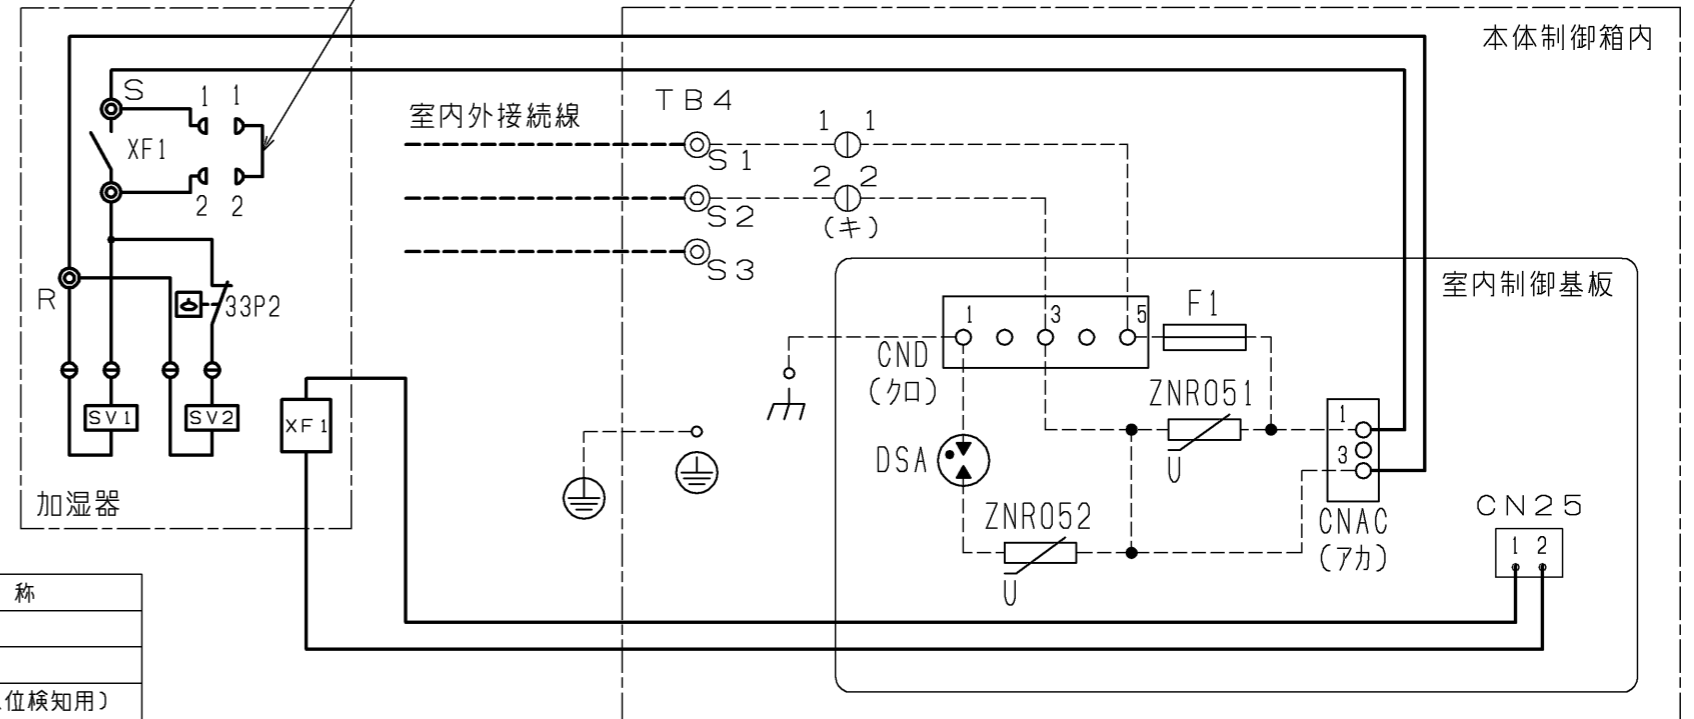 本体制御箱内
S
1 1
XF1
2 2
室内外接続線
TB4
S1
1 1
S2
2 2
(キ)
S3
R
33P2
室内制御基板
1 3 5
F1
CND
(クロ)
ZNR051
U
DSA
ZNR052
U
1
3
CNAC
(アカ)
CN25
1 2
SV1
SV2
XF1
加湿器
称
位検知用)